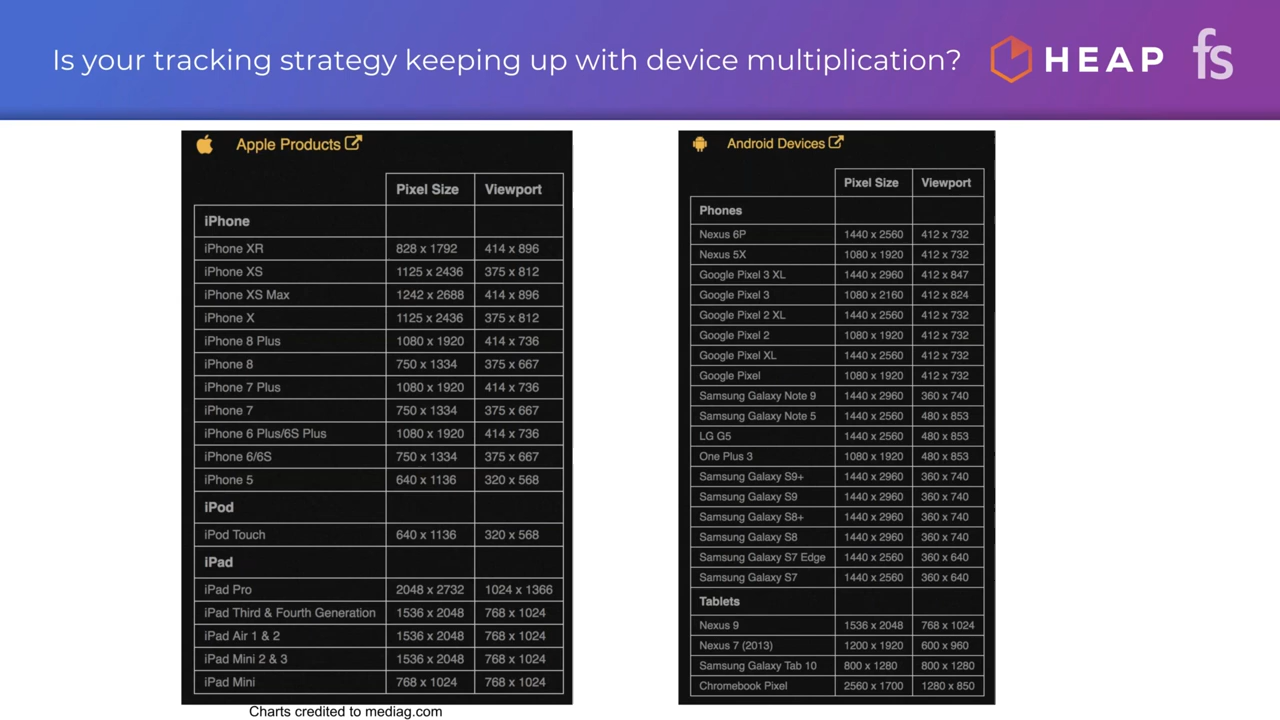 Is your tracking strategy keeping up with device multiplication?
HEAP
fs
Apple Products
Pixel Size Viewport
iPhone
iPhone XR 828 x 1792 414 x 896
iPhone XS 1125 x 2436 375 x 812
iPhone XS Max 1242 x 2688 414 x 896
iPhone X 1125 x 2436 375 x 812
iPhone 8 Plus 1080 x 1920 414 x 736
iPhone 8 750 x 1334 375 x 667
iPhone 7 Plus 1080 x 1920 414 x 736
iPhone 7 750 x 1334 375 x 667
iPhone 6 Plus/6S Plus 1080 x 1920 414 x 736
iPhone 6/6S 750 x 1334 375 x 667
iPhone 5 640 x 1136 320 x 568
iPod
iPod Touch 640 x 1136 320 x 568
iPad
iPad Pro 2048 x 2732 1024 x 1366
iPad Third & Fourth Generation 1536 x 2048 768 x 1024
iPad Air 1 & 2 1536 x 2048 768 x 1024
iPad Mini 2 & 3 1536 x 2048 768 x 1024
iPad Mini 768 x 1024 768 x 1024
Charts credited to mediag.com
Android Devices
Pixel Size Viewport
Phones
Nexus 6P 1440 x 2560 412 x 732
Nexus 5X 1080 x 1920 412 x 732
Google Pixel 3 XL 1440 x 2960 412 x 847
Google Pixel 3 1080 x 2160 412 x 824
Google Pixel 2 XL 1440 x 2560 412 x 732
Google Pixel 2 1080 x 1920 412 x 732
Google Pixel XL 1440 x 2560 412 x 732
Google Pixel 1080 x 1920 412 x 732
Samsung Galaxy Note 9 1440 x 2960 360 x 740
Samsung Galaxy Note 5 1440 x 2560 480 x 853
LG G5 1440 x 2560 480 x 853
One Plus 3 1080 x 1920 480 x 853
Samsung Galaxy S9+ 1440 x 2960 360 x 740
Samsung Galaxy S9 1440 x 2960 360 x 740
Samsung Galaxy S8+ 1440 x 2960 360 x 740
Samsung Galaxy S8 1440 x 2960 360 x 740
Samsung Galaxy S7 Edge 1440 x 2560 360 x 640
Samsung Galaxy S7 1440 x 2560 360 x 640
Tablets
Nexus 9 1536 x 2048 768 x 1024
Nexus 7 (2013) 1200 x 1920 600 x 960
Samsung Galaxy Tab 10 800 x 1280 800 x 1280
Chromebook Pixel 2560 x 1700 1280 x 850